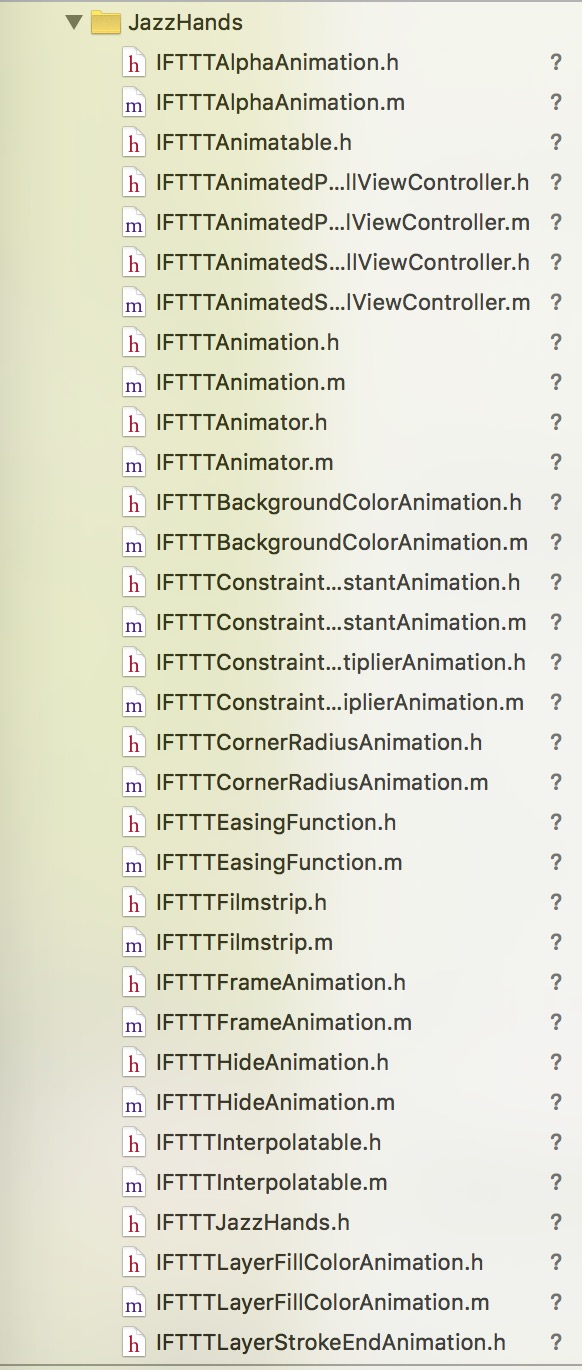 JazzHands
h IFTTTAlphaAnimation.h ?
m IFTTTAlphaAnimation.m ?
h IFTTTAnimatable.h ?
h IFTTTAnimatedP...llViewController.h ?
m IFTTTAnimatedP...lViewController.m ?
h IFTTTAnimatedS...llViewController.h ?
m IFTTTAnimatedS...lViewController.m ?
h IFTTTAnimation.h ?
m IFTTTAnimation.m ?
h IFTTTAnimator.h ?
m IFTTTAnimator.m ?
h IFTTTBackgroundColorAnimation.h ?
m IFTTTBackgroundColorAnimation.m ?
h IFTTTConstraint...stantAnimation.h ?
m IFTTTConstraint...stantAnimation.m ?
h IFTTTConstraint...tiplierAnimation.h ?
m IFTTTConstraint...iplierAnimation.m ?
h IFTTTCornerRadiusAnimation.h ?
m IFTTTCornerRadiusAnimation.m ?
h IFTTTEasingFunction.h ?
m IFTTTEasingFunction.m ?
h IFTTTFilmstrip.h ?
m IFTTTFilmstrip.m ?
h IFTTTFrameAnimation.h ?
m IFTTTFrameAnimation.m ?
h IFTTTHideAnimation.h ?
m IFTTTHideAnimation.m ?
h IFTTTInterpolatable.h ?
m IFTTTInterpolatable.m ?
h IFTTTJazzHands.h ?
h IFTTTLayerFillColorAnimation.h ?
m IFTTTLayerFillColorAnimation.m ?
h IFTTTLayerStrokeEndAnimation.h ?